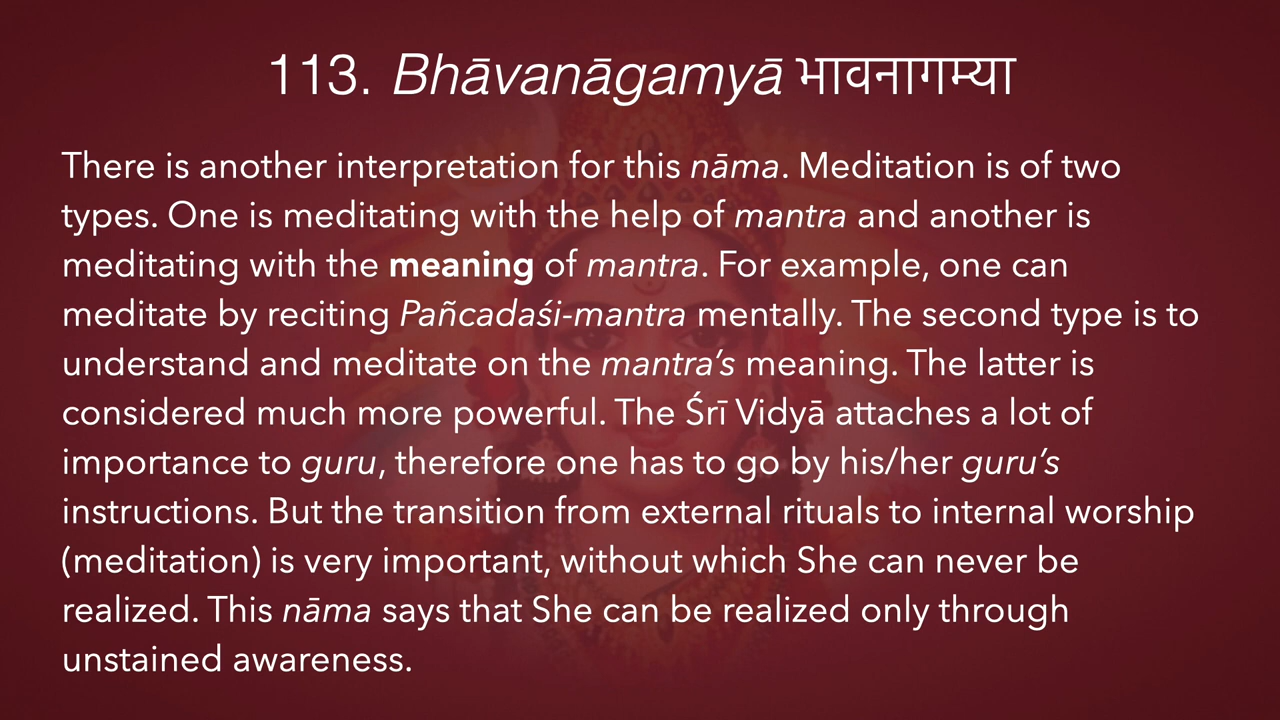 113. Bhāvanāgamyā भावनागम्या
There is another interpretation for this nāma. Meditation is of two
types. One is meditating with the help of mantra and another is
meditating with the meaning of mantra. For example, one can
meditate by reciting Pañcadaśi-mantra mentally. The second type is to
understand and meditate on the mantra’s meaning. The latter is
considered much more powerful. The Śrī Vidyā attaches a lot of
importance to guru, therefore one has to go by his/her guru’s
instructions. But the transition from external rituals to internal worship
(meditation) is very important, without which She can never be
realized. This nāma says that She can be realized only through
unstained awareness.